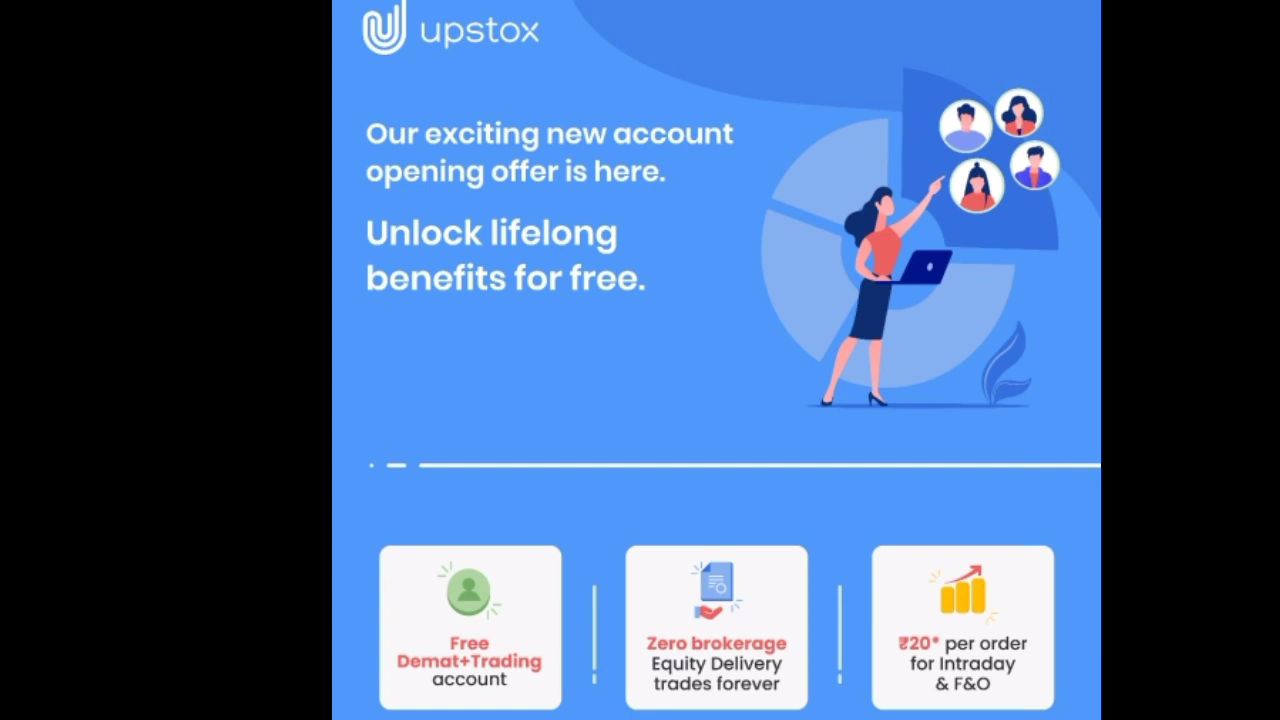 upstox
Our exciting new account
opening offer is here.
Unlock lifelong
benefits for free.
Free
Demat+Trading
account
Zero brokerage
Equity Delivery
trades forever
₹20* per order
for Intraday
& F&O